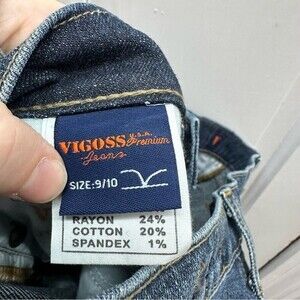 VIGOSS U.S.A.
Premium
Jeans
SIZE: 9/10
RAYON 24%
COTTON 20%
SPANDEX 1%